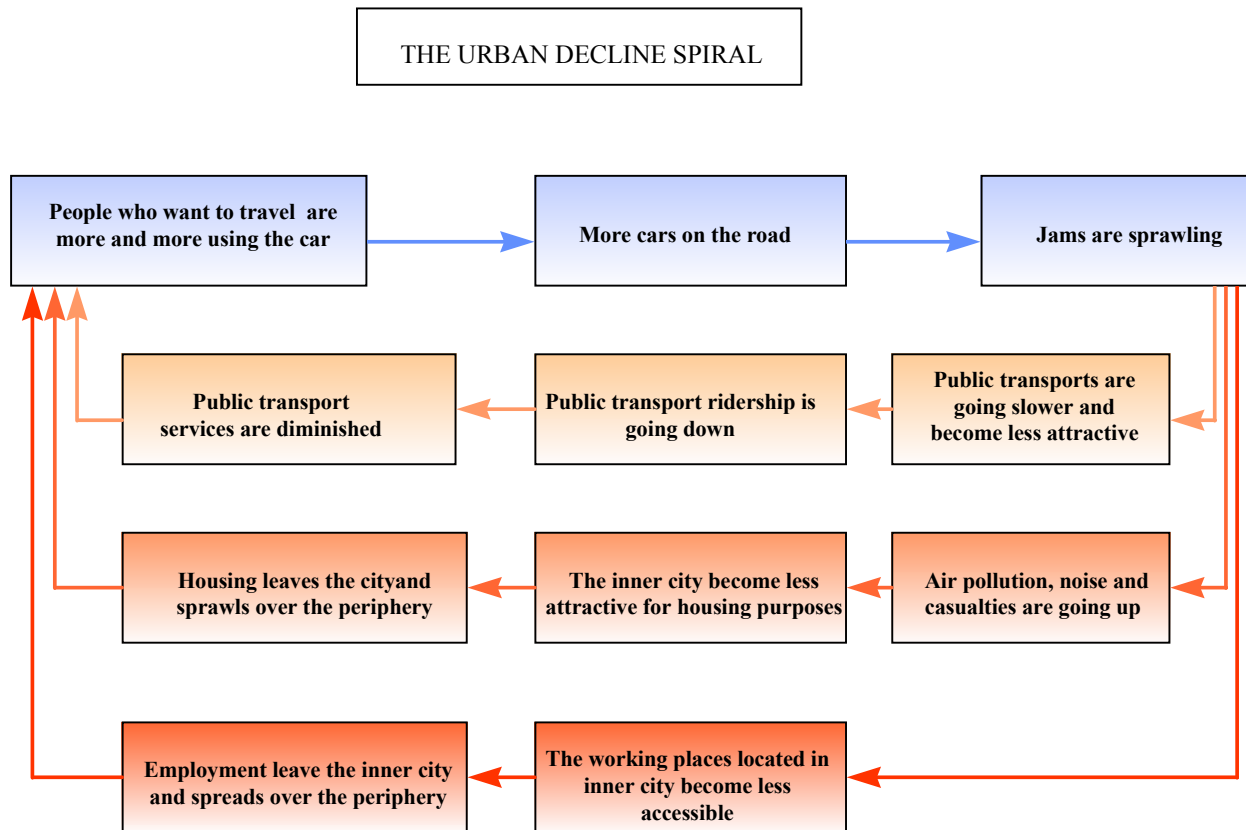 THE URBAN DECLINE SPIRAL
People who want to travel are
more and more using the car
More cars on the road
Jams are sprawling
Public transport
services are diminished
Public transport ridership is
going down
Public transports are
going slower and
become less attractive
Housing leaves the cityand
sprawls over the periphery
The inner city become less
attractive for housing purposes
Air pollution, noise and
casualties are going up
Employment leave the inner city
and spreads over the periphery
The working places located in
inner city become less
accessible